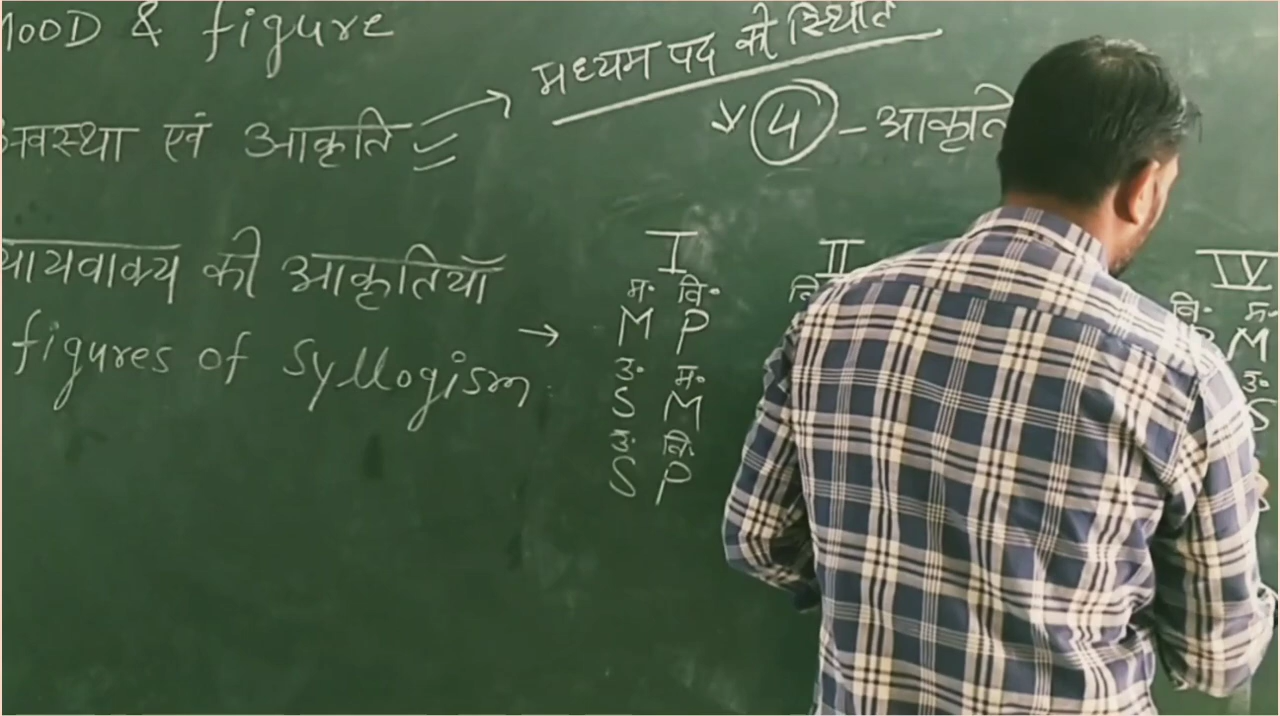 MOOD & figure
अवस्था एवं आकृति
मध्यम पद की स्थिति
4 - आकृति
न्यायवाक्य की आकृतियाँ
figures of Syllogism
I
म. वि.
M P
उ. म.
S M
उ. वि.
S P
II
वि
IV
वि. म.
M
उ.
S